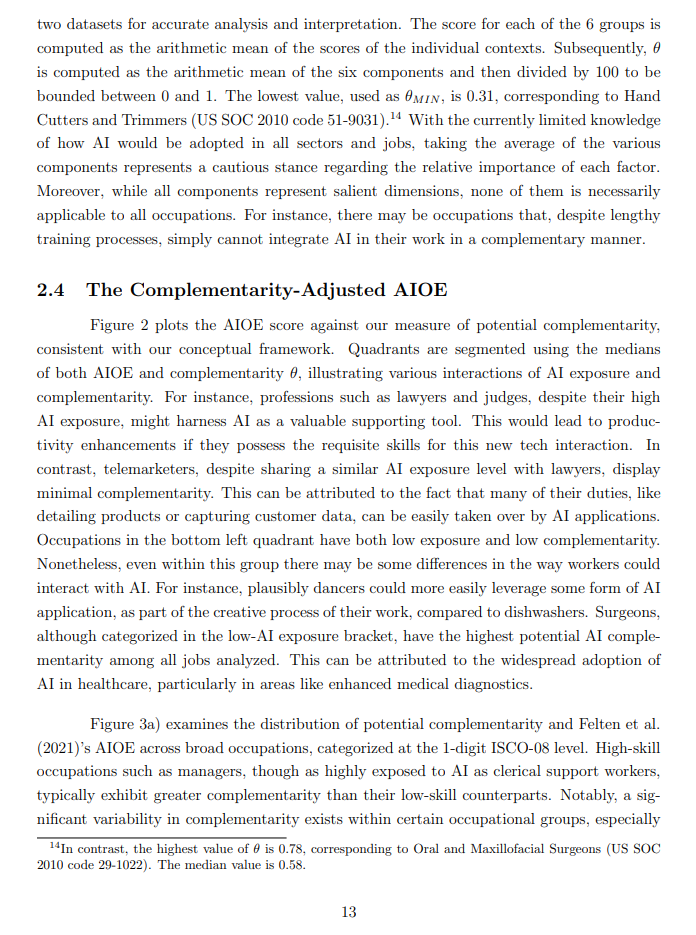 two datasets for accurate analysis and interpretation. The score for each of the 6 groups is
computed as the arithmetic mean of the scores of the individual contexts. Subsequently, θ
is computed as the arithmetic mean of the six components and then divided by 100 to be
bounded between 0 and 1. The lowest value, used as θMIN, is 0.31, corresponding to Hand
Cutters and Trimmers (US SOC 2010 code 51-9031).14 With the currently limited knowledge
of how AI would be adopted in all sectors and jobs, taking the average of the various
components represents a cautious stance regarding the relative importance of each factor.
Moreover, while all components represent salient dimensions, none of them is necessarily
applicable to all occupations. For instance, there may be occupations that, despite lengthy
training processes, simply cannot integrate AI in their work in a complementary manner.
2.4 The Complementarity-Adjusted AIOE
Figure 2 plots the AIOE score against our measure of potential complementarity,
consistent with our conceptual framework. Quadrants are segmented using the medians
of both AIOE and complementarity θ, illustrating various interactions of AI exposure and
complementarity. For instance, professions such as lawyers and judges, despite their high
AI exposure, might harness AI as a valuable supporting tool. This would lead to produc-
tivity enhancements if they possess the requisite skills for this new tech interaction. In
contrast, telemarketers, despite sharing a similar AI exposure level with lawyers, display
minimal complementarity. This can be attributed to the fact that many of their duties, like
detailing products or capturing customer data, can be easily taken over by AI applications.
Occupations in the bottom left quadrant have both low exposure and low complementarity.
Nonetheless, even within this group there may be some differences in the way workers could
interact with AI. For instance, plausibly dancers could more easily leverage some form of AI
application, as part of the creative process of their work, compared to dishwashers. Surgeons,
although categorized in the low-AI exposure bracket, have the highest potential AI comple-
mentarity among all jobs analyzed. This can be attributed to the widespread adoption of
AI in healthcare, particularly in areas like enhanced medical diagnostics.
Figure 3a) examines the distribution of potential complementarity and Felten et al.
(2021)'s AIOE across broad occupations, categorized at the 1-digit ISCO-08 level. High-skill
occupations such as managers, though as highly exposed to AI as clerical support workers,
typically exhibit greater complementarity than their low-skill counterparts. Notably, a sig-
nificant variability in complementarity exists within certain occupational groups, especially
14In contrast, the highest value of θ is 0.78, corresponding to Oral and Maxillofacial Surgeons (US SOC
2010 code 29-1022). The median value is 0.58.
13